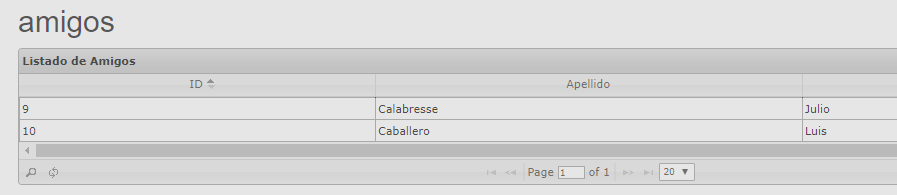 amigos
Listado de Amigos
ID Apellido
9 Calabresse Julio
10 Caballero Luis
Page 1 of 1 20